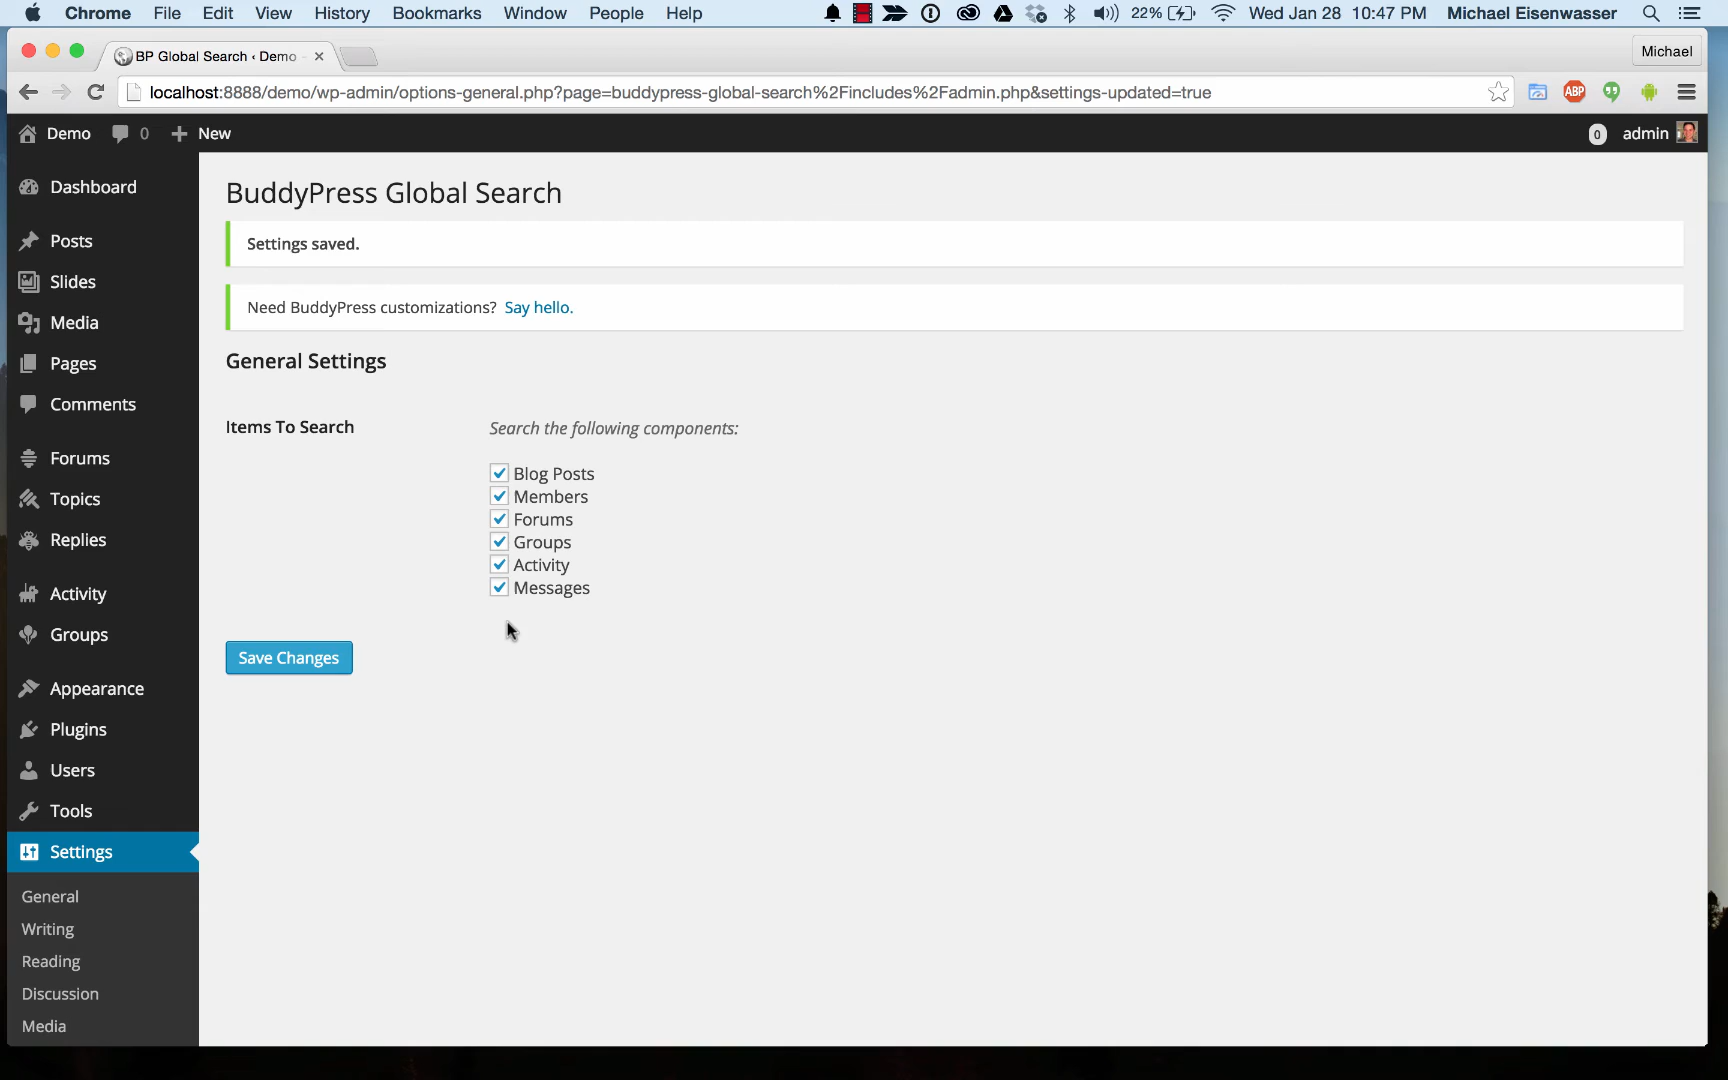 Chrome File Edit View History Bookmarks Window People Help 22% Wed Jan 28 10:47 PM Michael Eisenwasser
BP Global Search ‹ Demo Michael
localhost:8888/demo/wp-admin/options-general.php?page=buddypress-global-search%2Fincludes%2Fadmin.php&settings-updated=true ABP
Demo 0 New 0 admin
Dashboard
Posts
Slides
Media
Pages
Comments
Forums
Topics
Replies
Activity
Groups
Appearance
Plugins
Users
Tools
Settings
General
Writing
Reading
Discussion
Media
BuddyPress Global Search
Settings saved.
Need BuddyPress customizations? Say hello.
General Settings
Items To Search
Search the following components:
Blog Posts
Members
Forums
Groups
Activity
Messages
Save Changes